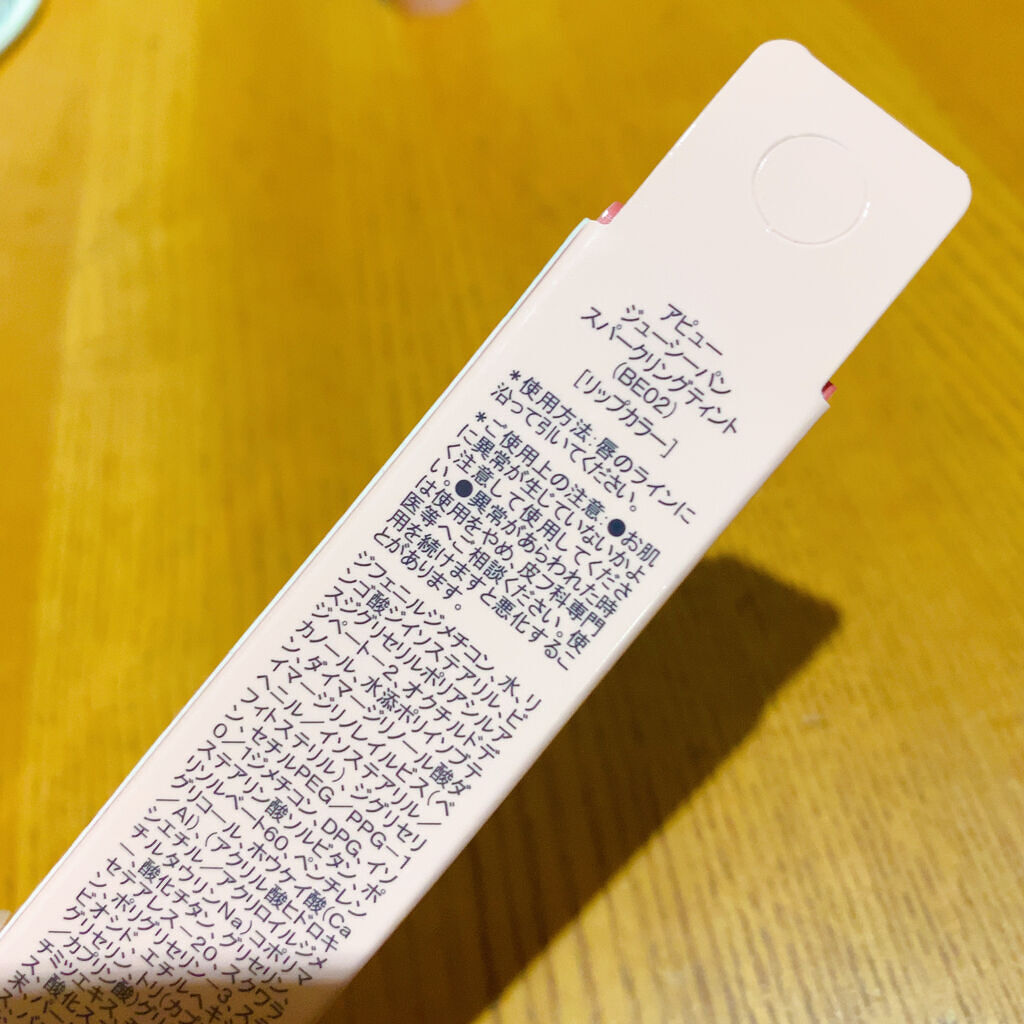 アピュー
ジューシーパン
スパークリングティント
(BE02)
[リップカラー]
*使用方法:唇のラインに
沿って引いてください。
*ご使用上の注意:●お肌
に異常が生じていないかよ
く注意して使用してくださ
い。●異常があらわれた時
は使用をやめ、皮フ科専門
医等へご相談ください。使
用を続けますと悪化するこ
とがあります。
ジフェニルジメチコン、水、リ
ンゴ酸ジイソステアリル、ビ
スジグリセリルポリアシルア
ジペート-2、オクチルドデ
カノール、水添ポリイソブテ
ン、ダイマージリノール酸ダ
イマージリノレイルビス(ベ
ヘニル/イソステアリル/
フィトステリル)、ジグリセリ
ン、セチルPEG/PPG-1
0/1ジメチコン、DPG、イソ
ステアリン酸ソルビタン、ポ
リソルベート60、ペンチレン
グリコール、ホウケイ酸(Ca
/Al)、(アクリル酸ヒドロキ
シエチル/アクリロイルジメ
チルタウリンNa)コポリマ
ー、酸化チタン、グリセリン、
セテアレス-20、スクワラ
ン、ポリグリセリン-3、